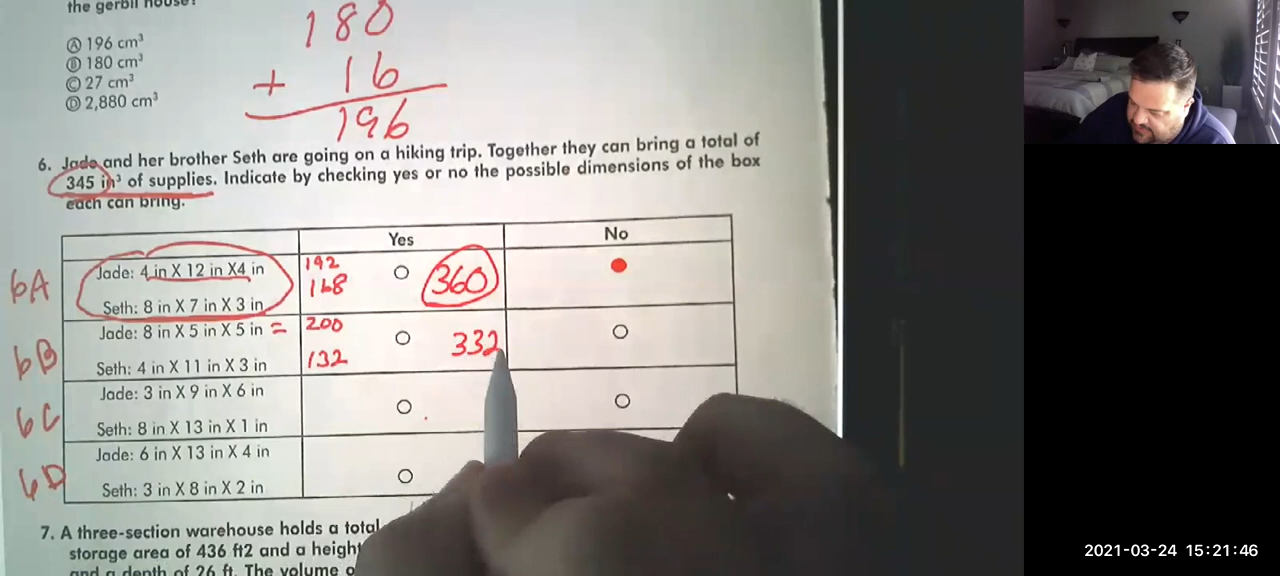 the gerbil house?
Ⓐ 196 cm³
Ⓑ 180 cm³
Ⓒ 27 cm³
Ⓓ 2,880 cm³
180
+ 16
196
6. Jade and her brother Seth are going on a hiking trip. Together they can bring a total of
345 in³ of supplies. Indicate by checking yes or no the possible dimensions of the box
each can bring.
Yes No
6A
Jade: 4 in X 12 in X4 in 192
Seth: 8 in X 7 in X 3 in 168 360
6B
Jade: 8 in X 5 in X 5 in = 200
Seth: 4 in X 11 in X 3 in 132 332
6C
Jade: 3 in X 9 in X 6 in
Seth: 8 in X 13 in X 1 in
6D
Jade: 6 in X 13 in X 4 in
Seth: 3 in X 8 in X 2 in
7. A three-section warehouse holds a total
storage area of 436 ft2 and a height
and a depth of 26 ft. The volume
2021-03-24 15:21:46